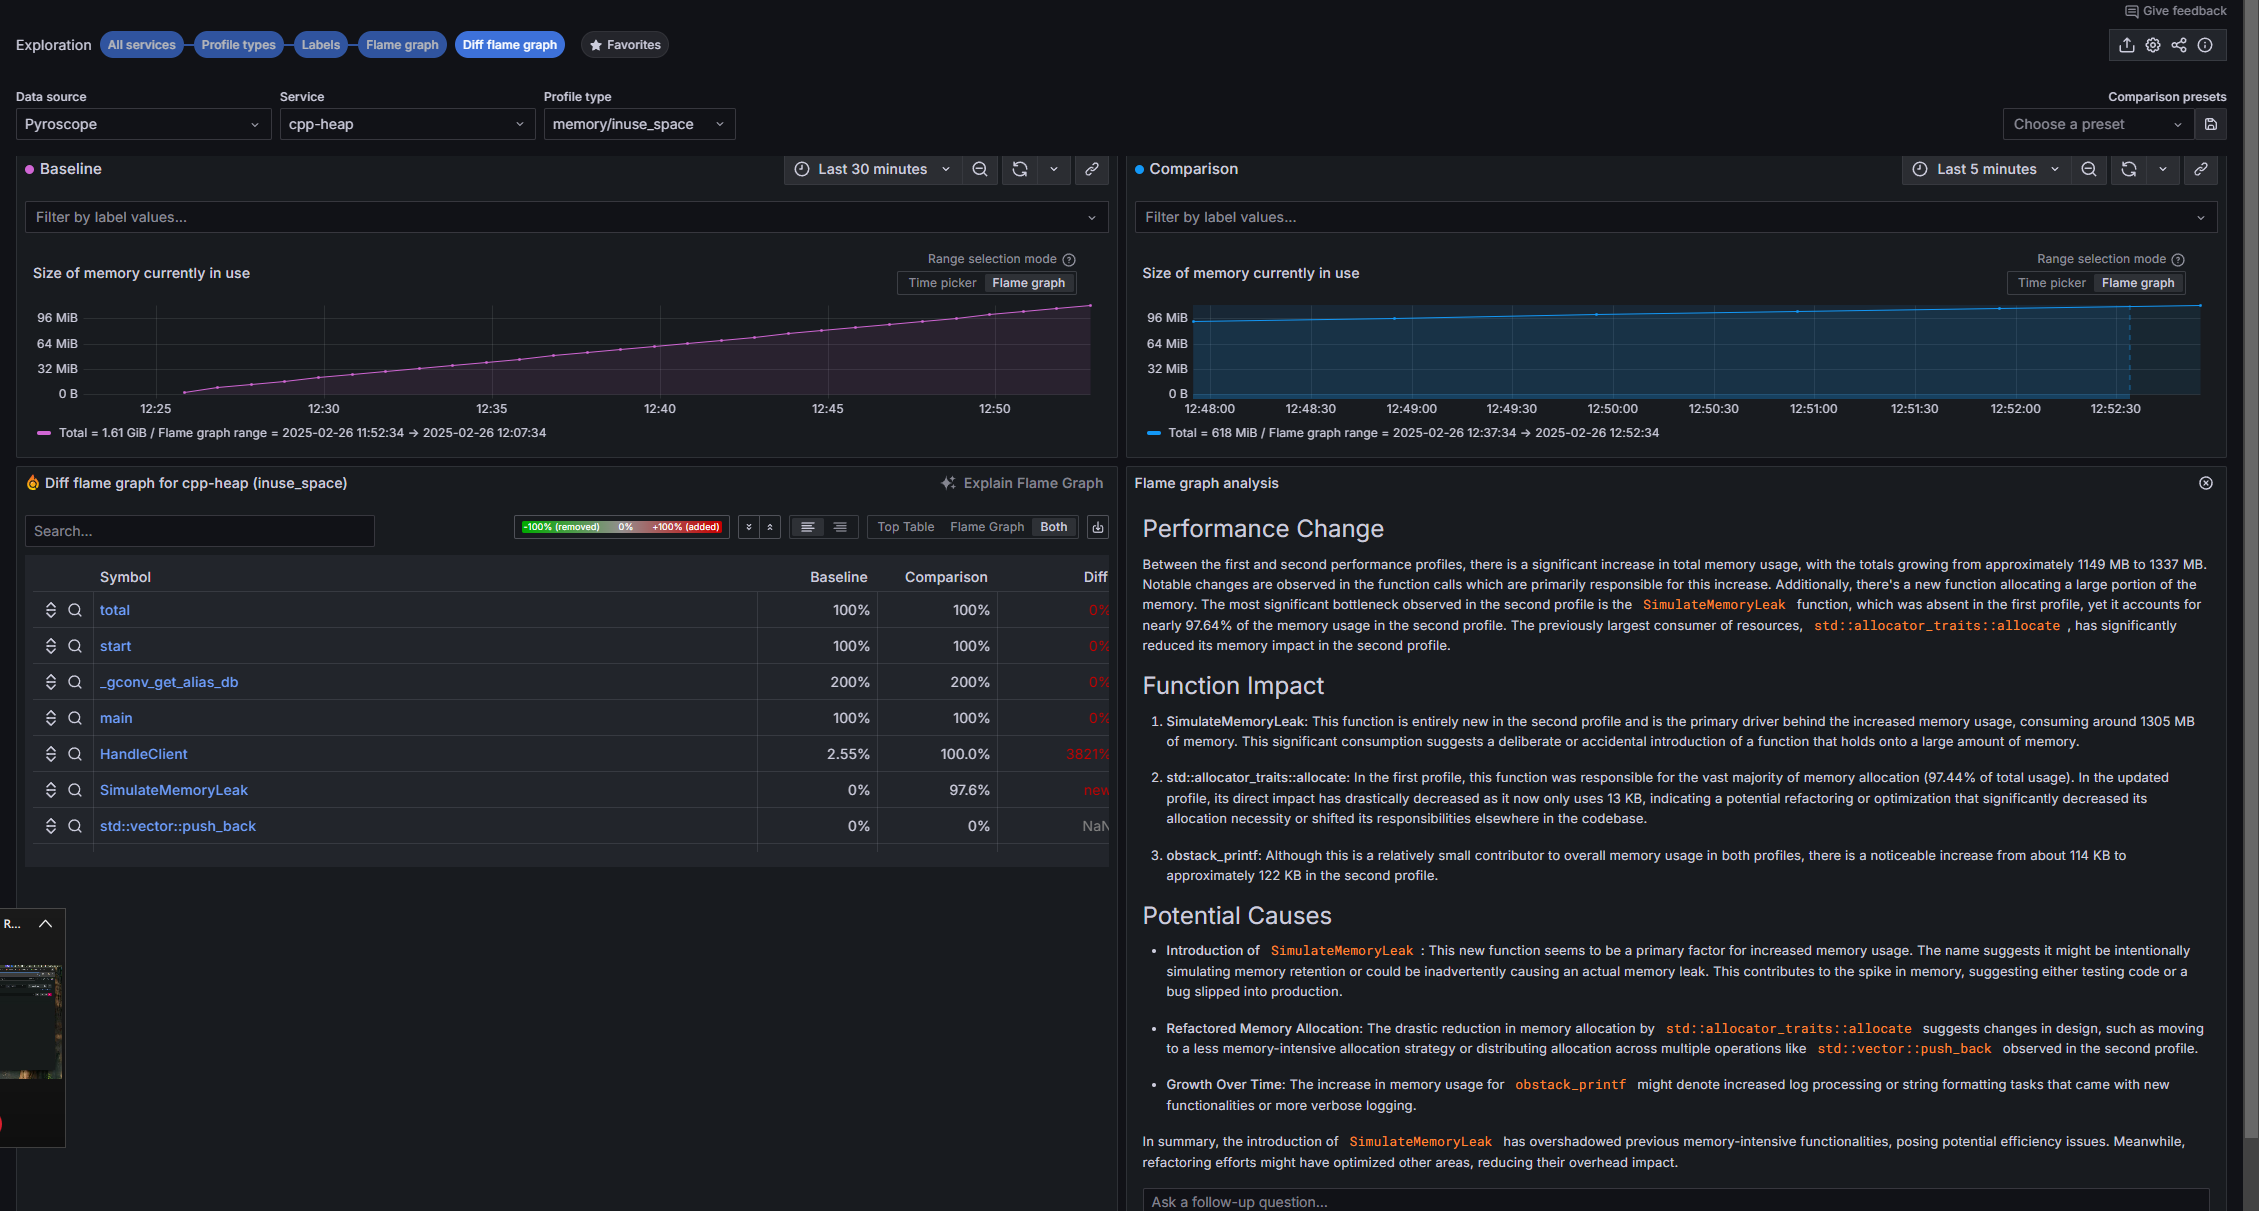 Give feedback
Exploration All services Profile types Labels Flame graph Diff flame graph Favorites
Data source Service Profile type Comparison presets
Pyroscope cpp-heap memory/inuse_space Choose a preset
Baseline Last 30 minutes
Filter by label values...
Range selection mode
Size of memory currently in use
Time picker Flame graph
96 MiB
64 MiB
32 MiB
0 B
12:25 12:30 12:35 12:40 12:45 12:50
Total = 1.61 GiB / Flame graph range = 2025-02-26 11:52:34 → 2025-02-26 12:07:34
Comparison Last 5 minutes
Filter by label values...
Range selection mode
Size of memory currently in use
Time picker Flame graph
96 MiB
64 MiB
32 MiB
0 B
12:48:00 12:48:30 12:49:00 12:49:30 12:50:00 12:50:30 12:51:00 12:51:30 12:52:00 12:52:30
Total = 618 MiB / Flame graph range = 2025-02-26 12:37:34 → 2025-02-26 12:52:34
Diff flame graph for cpp-heap (inuse_space) Explain Flame Graph
Search... -100% (removed) 0% +100% (added) Top Table Flame Graph Both
Symbol Baseline Comparison Diff
total 100% 100% 0%
start 100% 100% 0%
_gconv_get_alias_db 200% 200% 0%
main 100% 100% 0%
HandleClient 2.55% 100.0% 3821%
SimulateMemoryLeak 0% 97.6% new
std::vector::push_back 0% 0% NaN
R...
Flame graph analysis
Performance Change
Between the first and second performance profiles, there is a significant increase in total memory usage, with the totals growing from approximately 1149 MB to 1337 MB.
Notable changes are observed in the function calls which are primarily responsible for this increase. Additionally, there's a new function allocating a large portion of the
memory. The most significant bottleneck observed in the second profile is the SimulateMemoryLeak function, which was absent in the first profile, yet it accounts for
nearly 97.64% of the memory usage in the second profile. The previously largest consumer of resources, std::allocator_traits::allocate , has significantly
reduced its memory impact in the second profile.
Function Impact
1. SimulateMemoryLeak: This function is entirely new in the second profile and is the primary driver behind the increased memory usage, consuming around 1305 MB
of memory. This significant consumption suggests a deliberate or accidental introduction of a function that holds onto a large amount of memory.
2. std::allocator_traits::allocate: In the first profile, this function was responsible for the vast majority of memory allocation (97.44% of total usage). In the updated
profile, its direct impact has drastically decreased as it now only uses 13 KB, indicating a potential refactoring or optimization that significantly decreased its
allocation necessity or shifted its responsibilities elsewhere in the codebase.
3. obstack_printf: Although this is a relatively small contributor to overall memory usage in both profiles, there is a noticeable increase from about 114 KB to
approximately 122 KB in the second profile.
Potential Causes
• Introduction of SimulateMemoryLeak : This new function seems to be a primary factor for increased memory usage. The name suggests it might be intentionally
simulating memory retention or could be inadvertently causing an actual memory leak. This contributes to the spike in memory, suggesting either testing code or a
bug slipped into production.
• Refactored Memory Allocation: The drastic reduction in memory allocation by std::allocator_traits::allocate suggests changes in design, such as moving
to a less memory-intensive allocation strategy or distributing allocation across multiple operations like std::vector::push_back observed in the second profile.
• Growth Over Time: The increase in memory usage for obstack_printf might denote increased log processing or string formatting tasks that came with new
functionalities or more verbose logging.
In summary, the introduction of SimulateMemoryLeak has overshadowed previous memory-intensive functionalities, posing potential efficiency issues. Meanwhile,
refactoring efforts might have optimized other areas, reducing their overhead impact.
Ask a follow-up question...